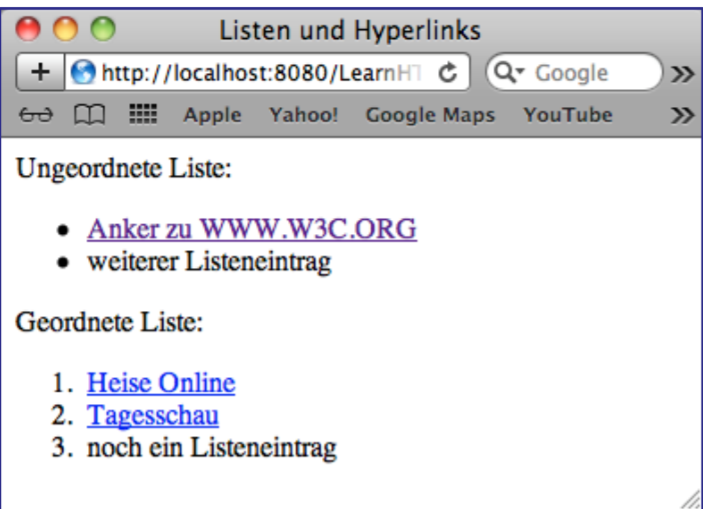 Listen und Hyperlinks
+ http://localhost:8080/LearnHT Google »
Apple Yahoo! Google Maps YouTube »
Ungeordnete Liste:
• Anker zu WWW.W3C.ORG
• weiterer Listeneintrag
Geordnete Liste:
1. Heise Online
2. Tagesschau
3. noch ein Listeneintrag